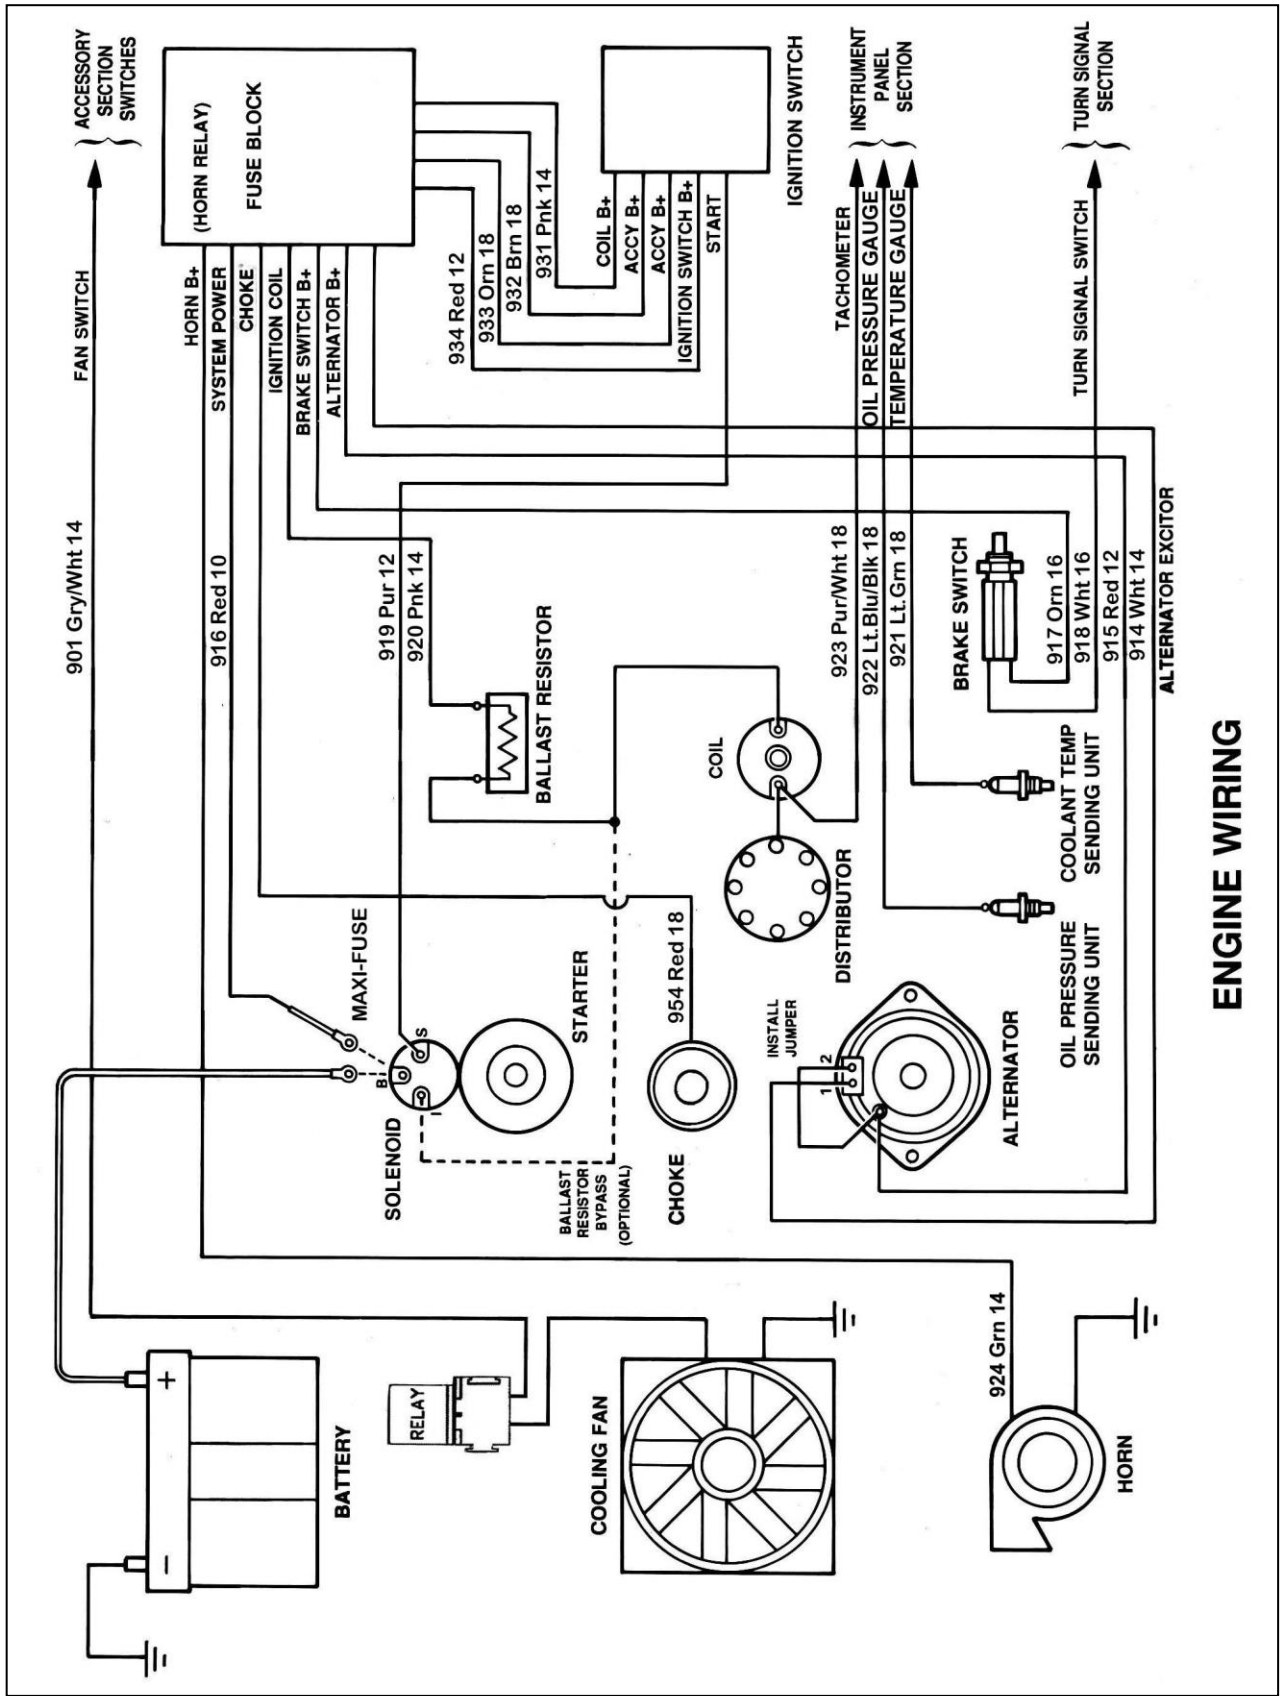 ACCESSORY
SECTION
SWITCHES
FAN SWITCH
901 Gry/Wht 14
(HORN RELAY)
FUSE BLOCK
HORN B+
SYSTEM POWER
CHOKE
IGNITION COIL
BRAKE SWITCH B+
ALTERNATOR B+
916 Red 10
934 Red 12
933 Orn 18
932 Brn 18
931 Pnk 14
IGNITION SWITCH
COIL B+
ACCY B+
ACCY B+
IGNITION SWITCH B+
START
INSTRUMENT
PANEL
SECTION
TACHOMETER
OIL PRESSURE GAUGE
TEMPERATURE GAUGE
TURN SIGNAL
SECTION
TURN SIGNAL SWITCH
919 Pur 12
920 Pnk 14
BALLAST RESISTOR
923 Pur/Wht 18
922 Lt.Blu/Blk 18
921 Lt.Grn 18
BRAKE SWITCH
917 Orn 16
918 Wht 16
915 Red 12
914 Wht 14
ALTERNATOR EXCITOR
COIL
DISTRIBUTOR
COOLANT TEMP
SENDING UNIT
OIL PRESSURE
SENDING UNIT
MAXI-FUSE
S
B
I
SOLENOID
STARTER
954 Red 18
CHOKE
BALLAST
RESISTOR
BYPASS
(OPTIONAL)
INSTALL
JUMPER
1 2
ALTERNATOR
+
-
BATTERY
RELAY
COOLING FAN
924 Grn 14
HORN
ENGINE WIRING